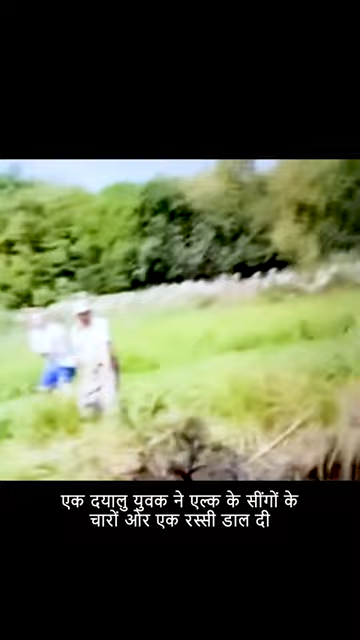 एक दयालु युवक ने एल्क के सींगों के
चारों ओर एक रस्सी डाल दी